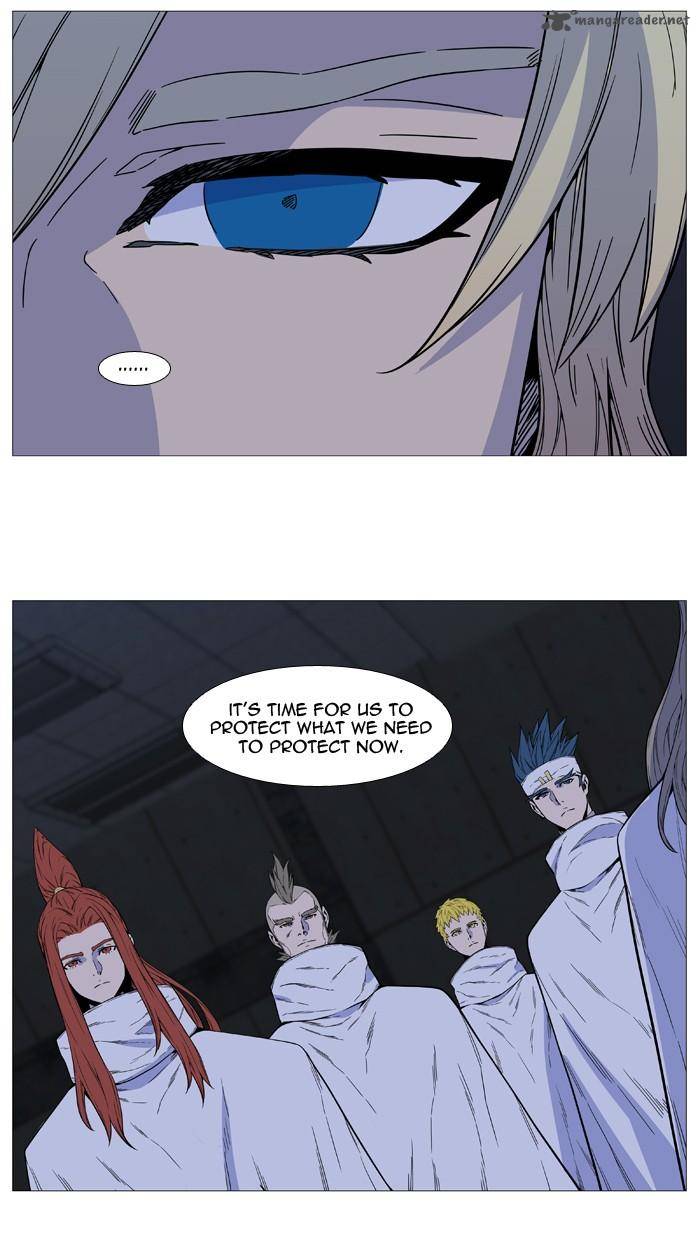 mangareader.net
......
IT'S TIME FOR US TO
PROTECT WHAT WE NEED
TO PROTECT NOW.